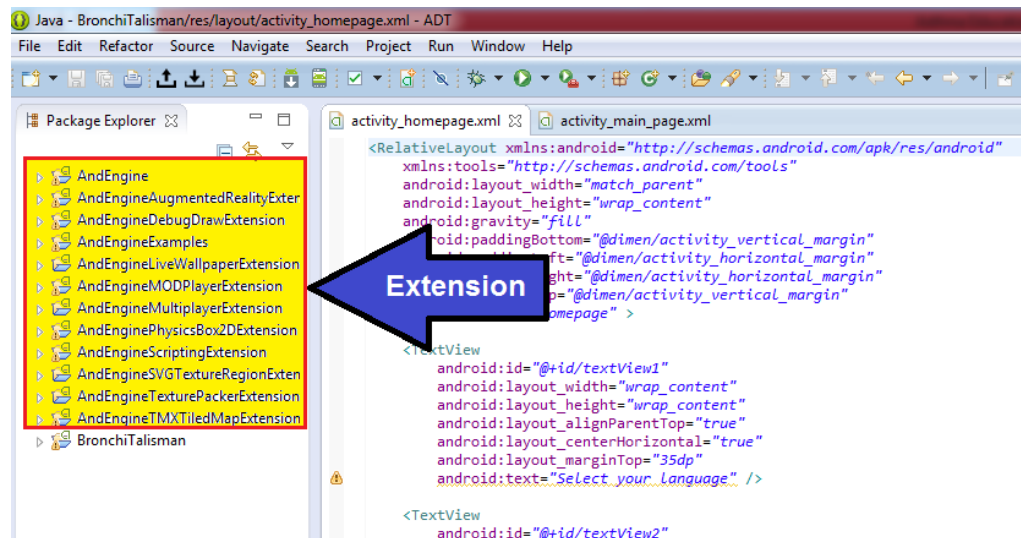 Java - BronchiTalisman/res/layout/activity_homepage.xml - ADT
File Edit Refactor Source Navigate Search Project Run Window Help
Package Explorer
activity_homepage.xml
activity_main_page.xml
AndEngine
AndEngineAugmentedRealityExter
AndEngineDebugDrawExtension
AndEngineExamples
AndEngineLiveWallpaperExtension
AndEngineMODPlayerExtension
AndEngineMultiplayerExtension
AndEnginePhysicsBox2DExtension
AndEngineScriptingExtension
AndEngineSVGTextureRegionExten
AndEngineTexturePackerExtension
AndEngineTMXTiledMapExtension
BronchiTalisman
Extension
<RelativeLayout xmlns:android="http://schemas.android.com/apk/res/android"
xmlns:tools="http://schemas.android.com/tools"
android:layout_width="match_parent"
android:layout_height="wrap_content"
android:gravity="fill"
roid:paddingBottom="@dimen/activity_vertical_margin"
ft="@dimen/activity_horizontal_margin"
ght="@dimen/activity_horizontal_margin"
p="@dimen/activity_vertical_margin"
omepage" >
<TextView
android:id="@+id/textView1"
android:layout_width="wrap_content"
android:layout_height="wrap_content"
android:layout_alignParentTop="true"
android:layout_centerHorizontal="true"
android:layout_marginTop="35dp"
android:text="Select your language" />
<TextView
android:id="@+id/textView2"